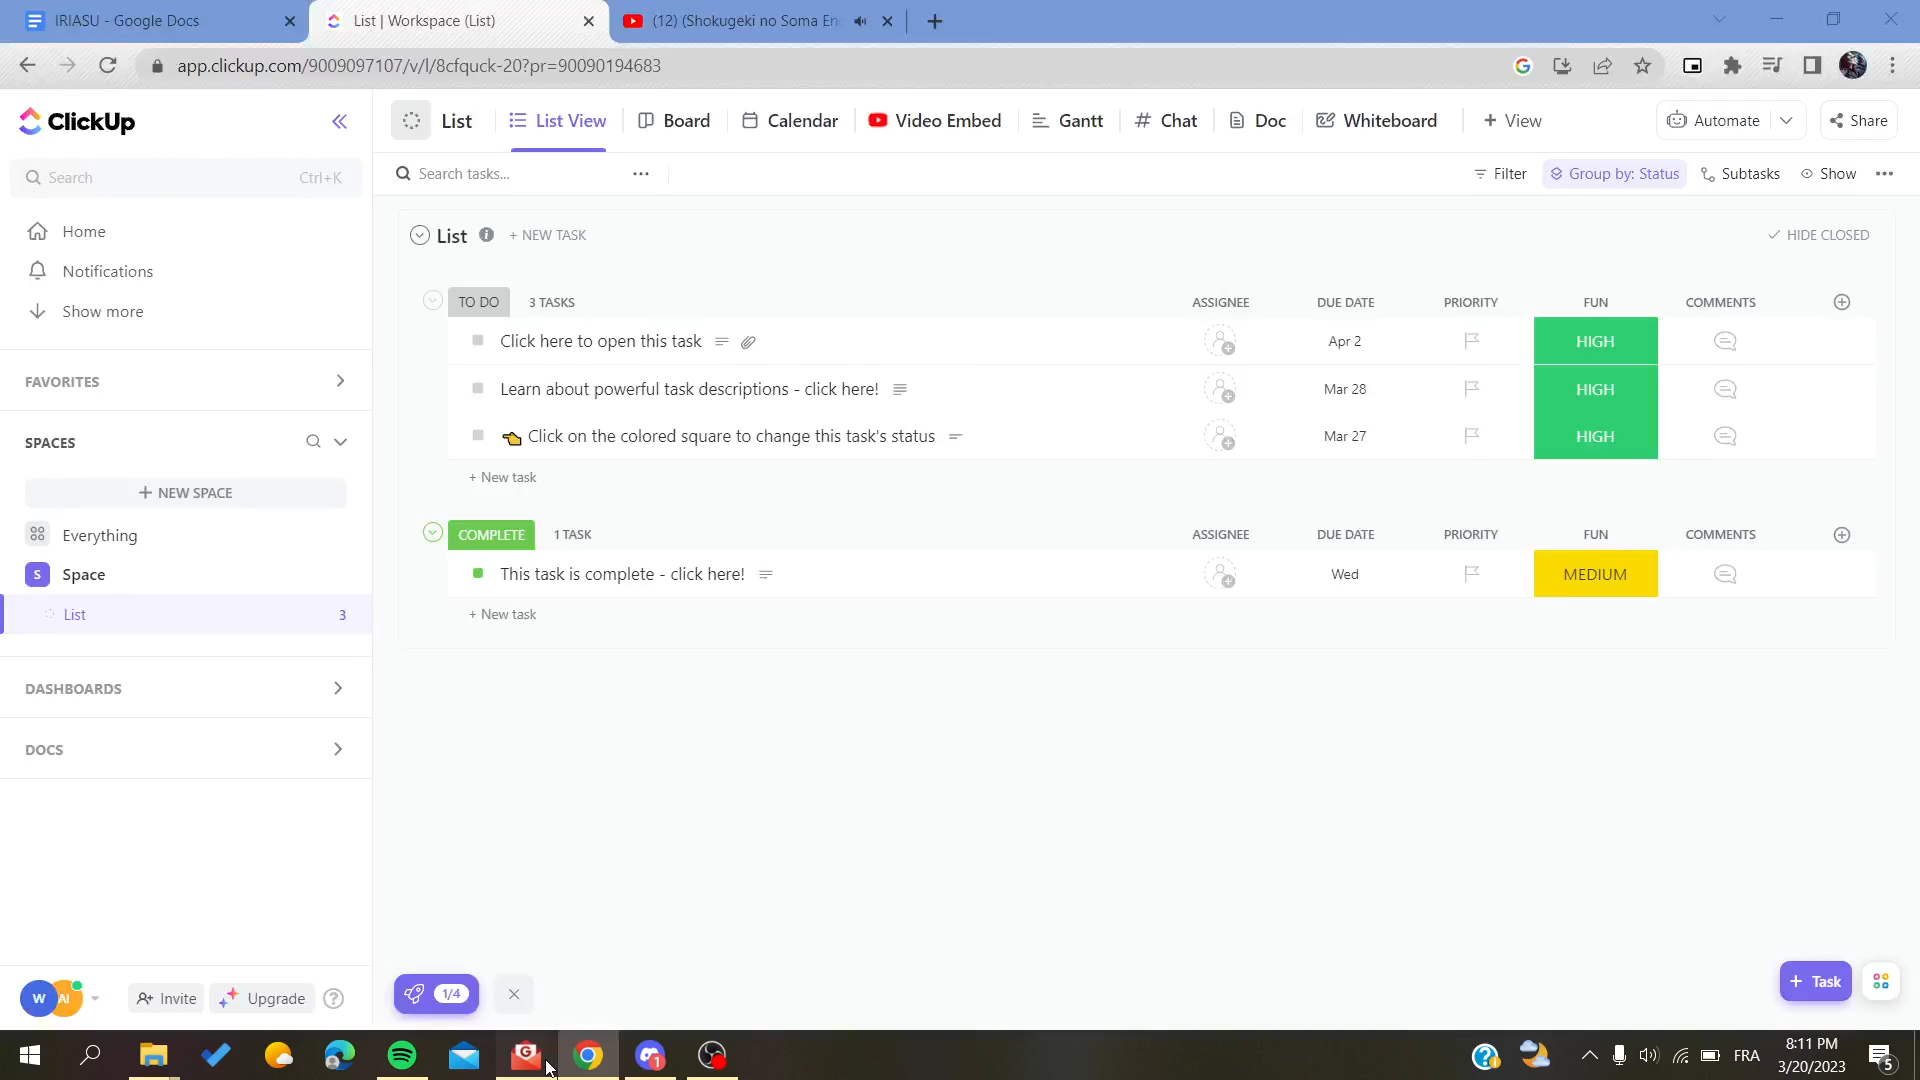 IRIASU - Google Docs
List | Workspace (List)
(12) (Shokugeki no Soma En
app.clickup.com/9009097107/v/l/8cfquck-20?pr=90090194683
ClickUp
List
List View
Board
Calendar
Video Embed
Gantt
Chat
Doc
Whiteboard
+ View
Automate
Share
Search
Ctrl+K
Search tasks...
Filter
Group by: Status
Subtasks
Show
Home
Notifications
Show more
FAVORITES
SPACES
+ NEW SPACE
Everything
S Space
List 3
DASHBOARDS
DOCS
List + NEW TASK
HIDE CLOSED
TO DO 3 TASKS ASSIGNEE DUE DATE PRIORITY FUN COMMENTS
Click here to open this task Apr 2 HIGH
Learn about powerful task descriptions - click here! Mar 28 HIGH
👈 Click on the colored square to change this task's status Mar 27 HIGH
+ New task
COMPLETE 1 TASK ASSIGNEE DUE DATE PRIORITY FUN COMMENTS
This task is complete - click here! Wed MEDIUM
+ New task
W AI
Invite
Upgrade
?
1/4
+ Task
G
1
FRA
8:11 PM
3/20/2023
5